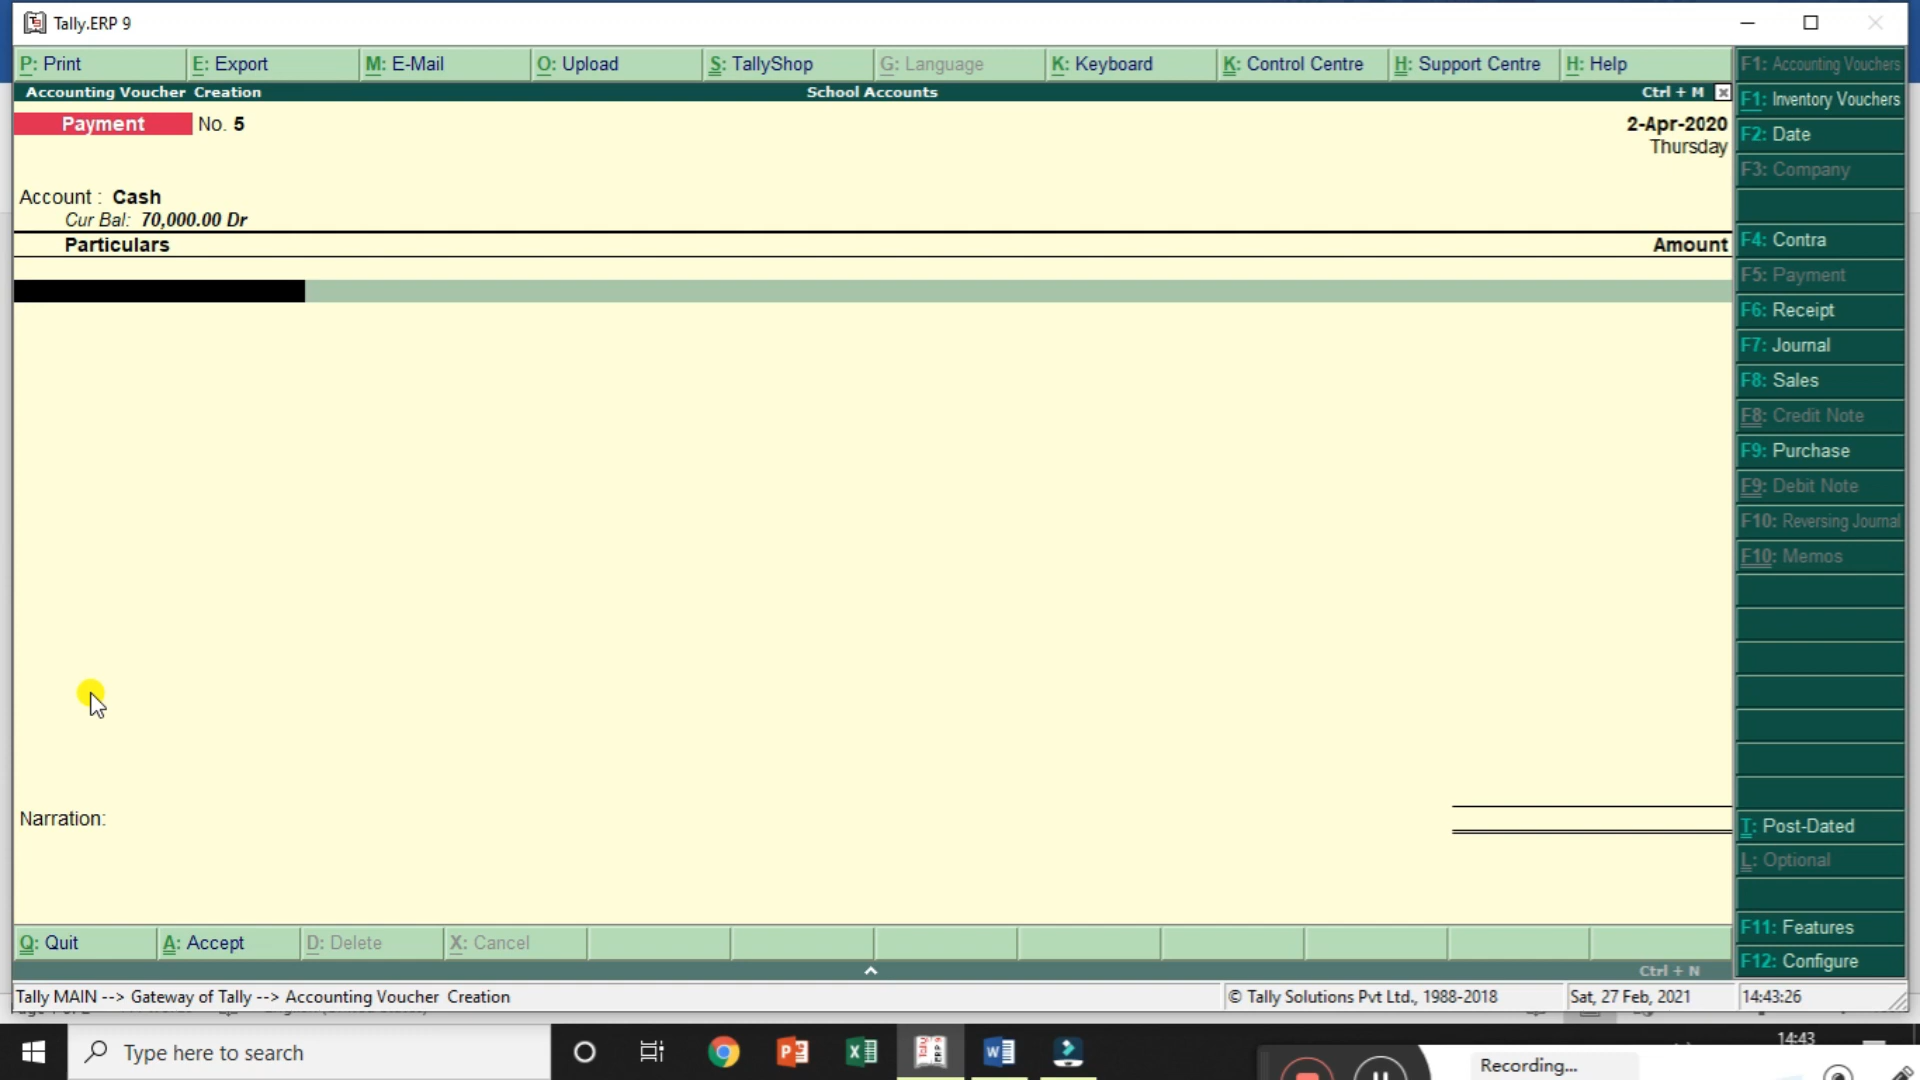 Tally.ERP 9
P: Print E: Export M: E-Mail O: Upload S: TallyShop G: Language K: Keyboard K: Control Centre H: Support Centre H: Help
Accounting Voucher Creation School Accounts Ctrl + M
Payment No. 5 2-Apr-2020
Thursday
Account : Cash
Cur Bal: 70,000.00 Dr
Particulars Amount
Narration:
F1: Accounting Vouchers
F1: Inventory Vouchers
F2: Date
F3: Company
F4: Contra
F5: Payment
F6: Receipt
F7: Journal
F8: Sales
F8: Credit Note
F9: Purchase
F9: Debit Note
F10: Reversing Journal
F10: Memos
T: Post-Dated
L: Optional
F11: Features
F12: Configure
Q: Quit A: Accept D: Delete X: Cancel
Ctrl + N
Tally MAIN --> Gateway of Tally --> Accounting Voucher Creation © Tally Solutions Pvt Ltd., 1988-2018 Sat, 27 Feb, 2021 14:43:26
Type here to search
14:43
Recording...